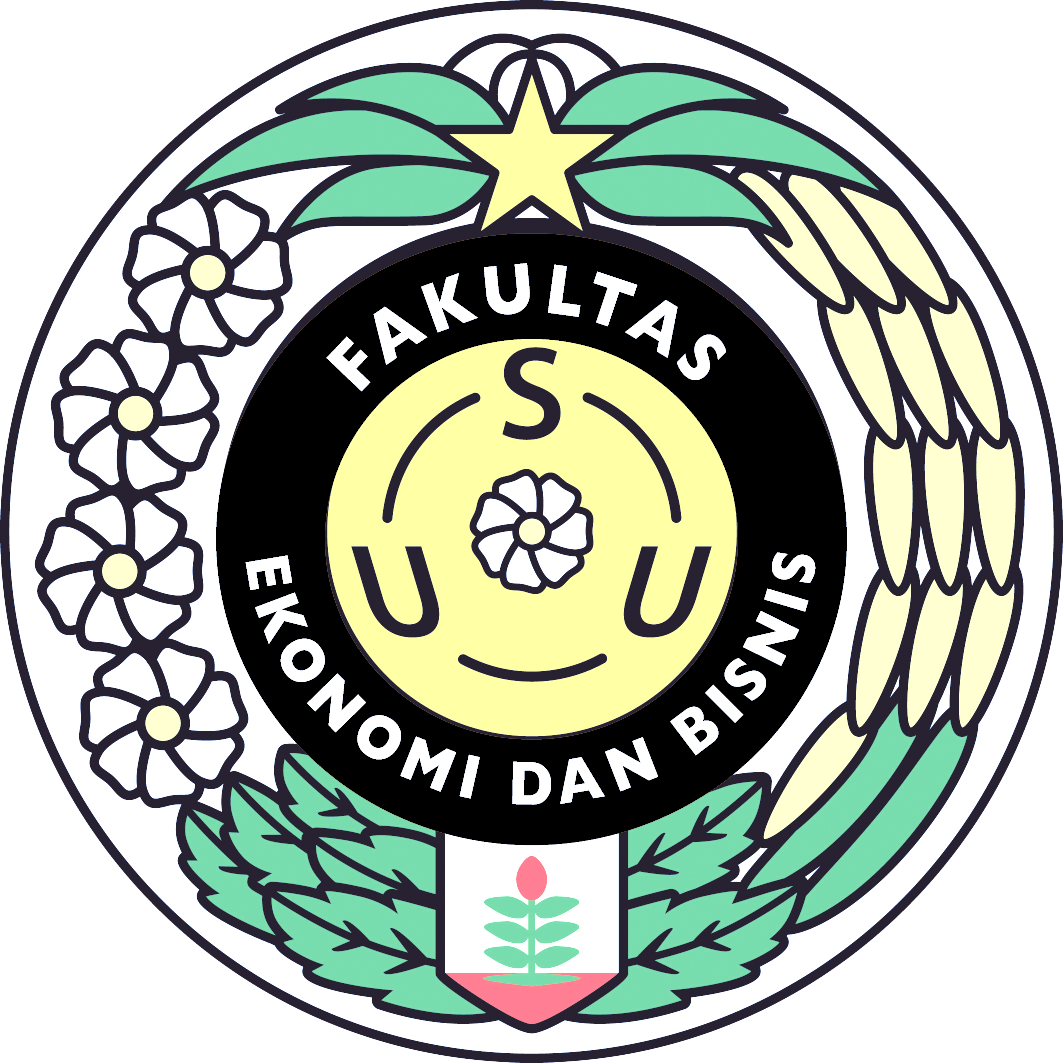 FAKULTAS
S
U U
EKONOMI DAN BISNIS